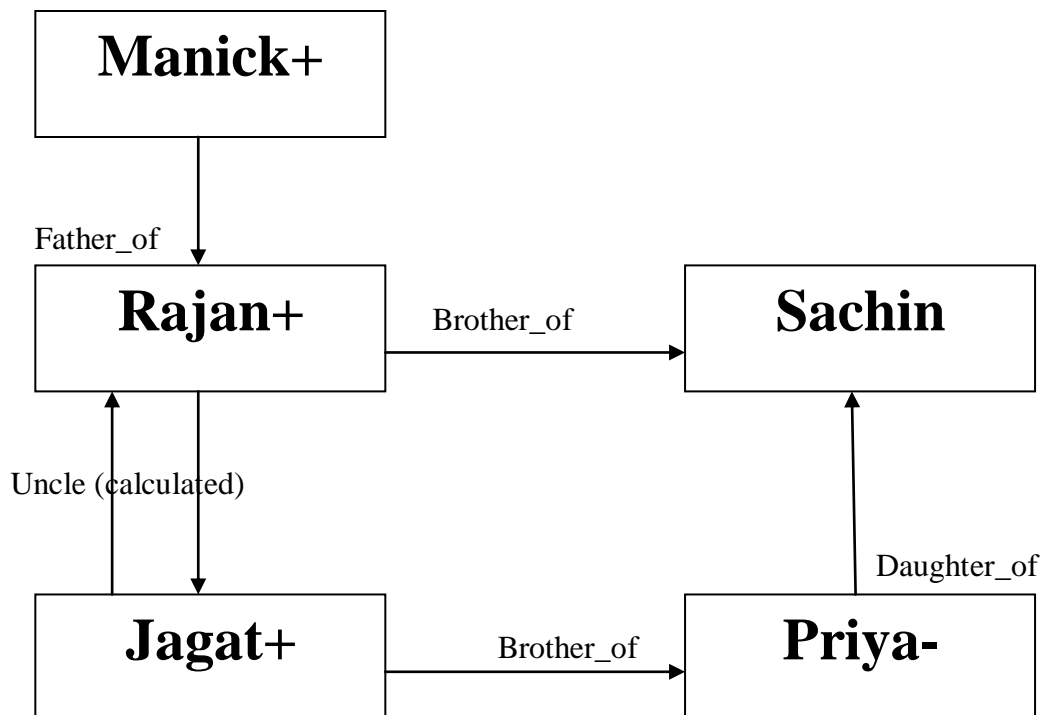 Manick+
Father_of
Rajan+
Brother_of
Sachin
Uncle (calculated)
Daughter_of
Jagat+
Brother_of
Priya-